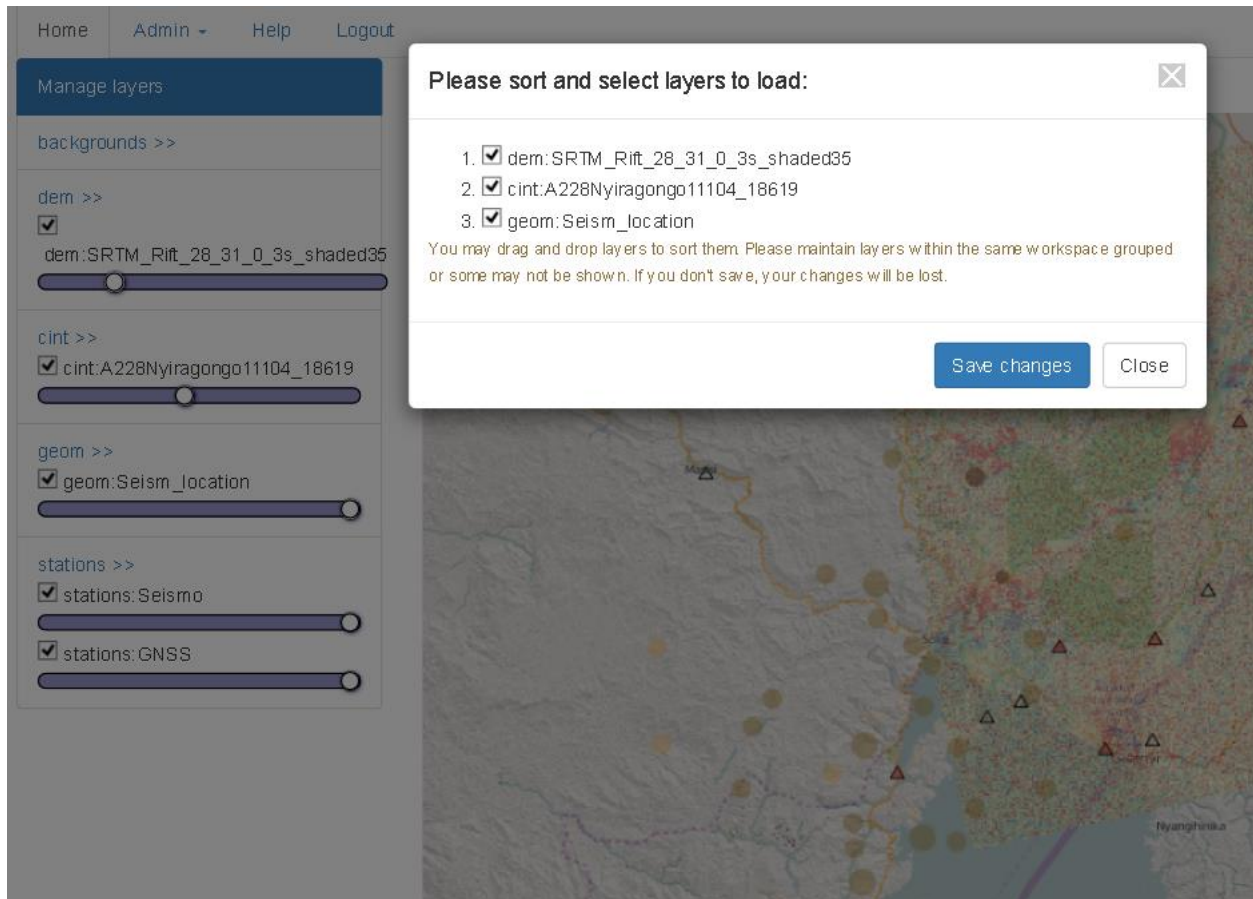 Home Admin Help Logout
Manage layers
Please sort and select layers to load:
backgrounds >>
1. dem:SRTM_Rift_28_31_0_3s_shaded35
2. cint:A228Nyiragongo11104_18619
3. geom:Seism_location
You may drag and drop layers to sort them. Please maintain layers within the same workspace grouped
or some may not be shown. If you don't save, your changes will be lost.
Save changes Close
dem >>
dem:SRTM_Rift_28_31_0_3s_shaded35
cint >>
cint:A228Nyiragongo11104_18619
geom >>
geom:Seism_location
stations >>
stations:Seismo
stations:GNSS